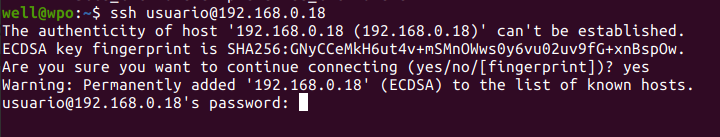 well@wpo:~$ ssh usuario@192.168.0.18
The authenticity of host '192.168.0.18 (192.168.0.18)' can't be established.
ECDSA key fingerprint is SHA256:GNyCCeMkH6ut4v+mSMnOWws0y6vu02uv9fG+xnBspOw.
Are you sure you want to continue connecting (yes/no/[fingerprint])? yes
Warning: Permanently added '192.168.0.18' (ECDSA) to the list of known hosts.
usuario@192.168.0.18's password: